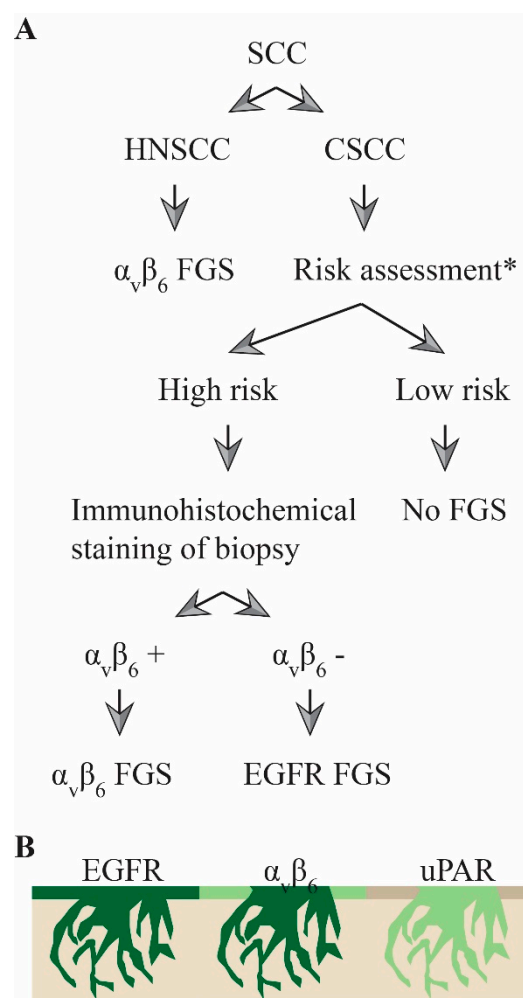 A
SCC
HNSCC CSCC
αvβ6 FGS Risk assessment*
High risk Low risk
Immunohistochemical
staining of biopsy
No FGS
αvβ6 + αvβ6 -
αvβ6 FGS EGFR FGS
B
EGFR αvβ6 uPAR